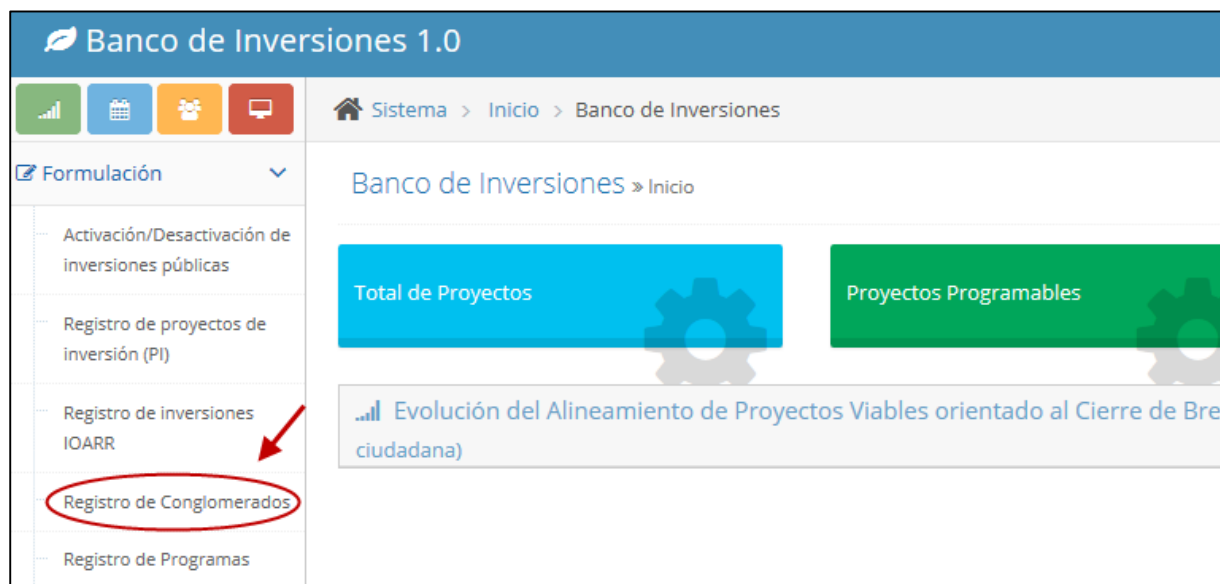 Banco de Inversiones 1.0
Sistema > Inicio > Banco de Inversiones
Formulación
Activación/Desactivación de
inversiones públicas
Registro de proyectos de
inversión (PI)
Registro de inversiones
IOARR
Registro de Conglomerados
Registro de Programas
Banco de Inversiones » Inicio
Total de Proyectos
Proyectos Programables
Evolución del Alineamiento de Proyectos Viables orientado al Cierre de Bre
ciudadana)